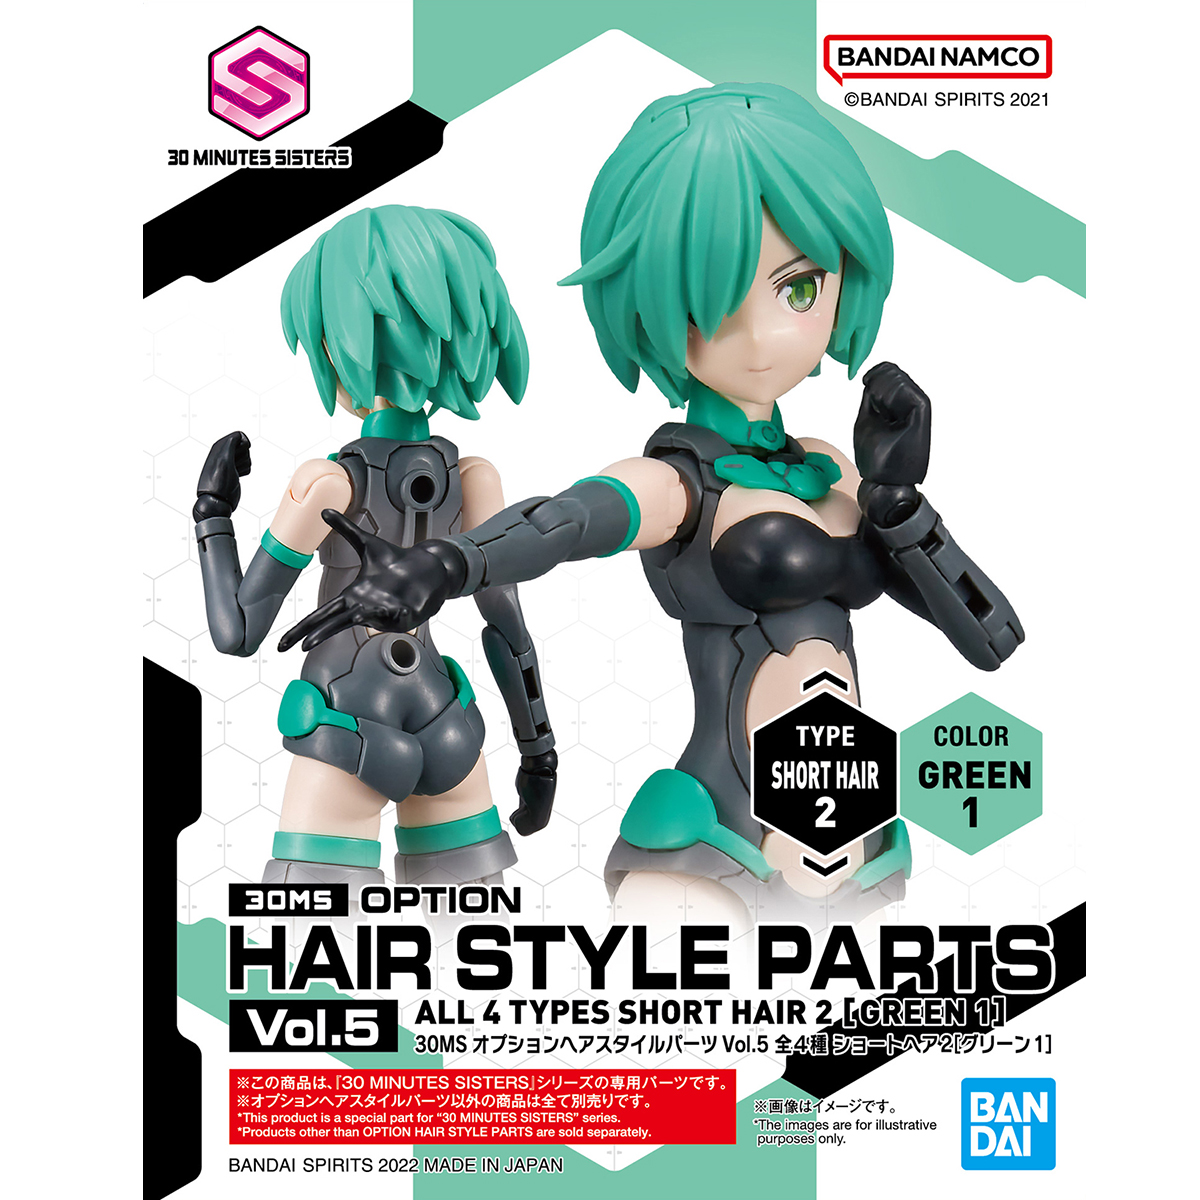 S
30 MINUTES SISTERS
BANDAI NAMCO
©BANDAI SPIRITS 2021
TYPE
SHORT HAIR
2
COLOR
GREEN
1
30MS OPTION
HAIR STYLE PARTS
Vol.5
ALL 4 TYPES SHORT HAIR 2 [GREEN 1]
30MS オプションヘアスタイルパーツ Vol.5 全4種 ショートヘア2[グリーン1]
※この商品は、『30 MINUTES SISTERS』シリーズの専用パーツです。
※オプションヘアスタイルパーツ以外の商品は全て別売りです。
*This product is a special part for “30 MINUTES SISTERS” series.
*Products other than OPTION HAIR STYLE PARTS are sold separately.
※画像はイメージです。
*The images are for illustrative
purposes only.
BAN
DAI
BANDAI SPIRITS 2022 MADE IN JAPAN